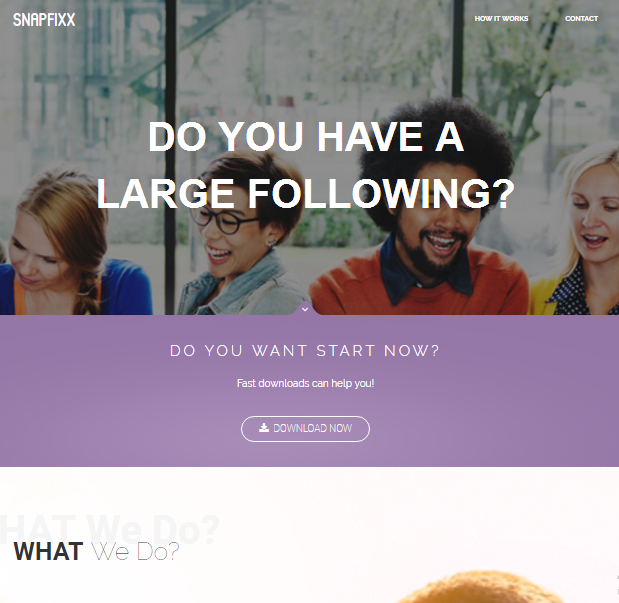 SNAPFIXX
HOW IT WORKS
CONTACT
DO YOU HAVE A
LARGE FOLLOWING?
DO YOU WANT START NOW?
Fast downloads can help you!
DOWNLOAD NOW
HAT We Do?
WHAT We Do?